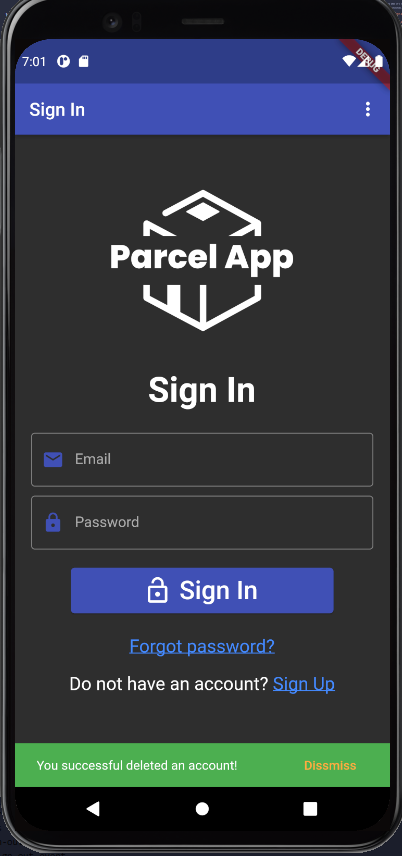 7:01
DEBUG
Sign In
Parcel App
Sign In
Email
Password
Sign In
Forgot password?
Do not have an account? Sign Up
You successful deleted an account! Dissmiss